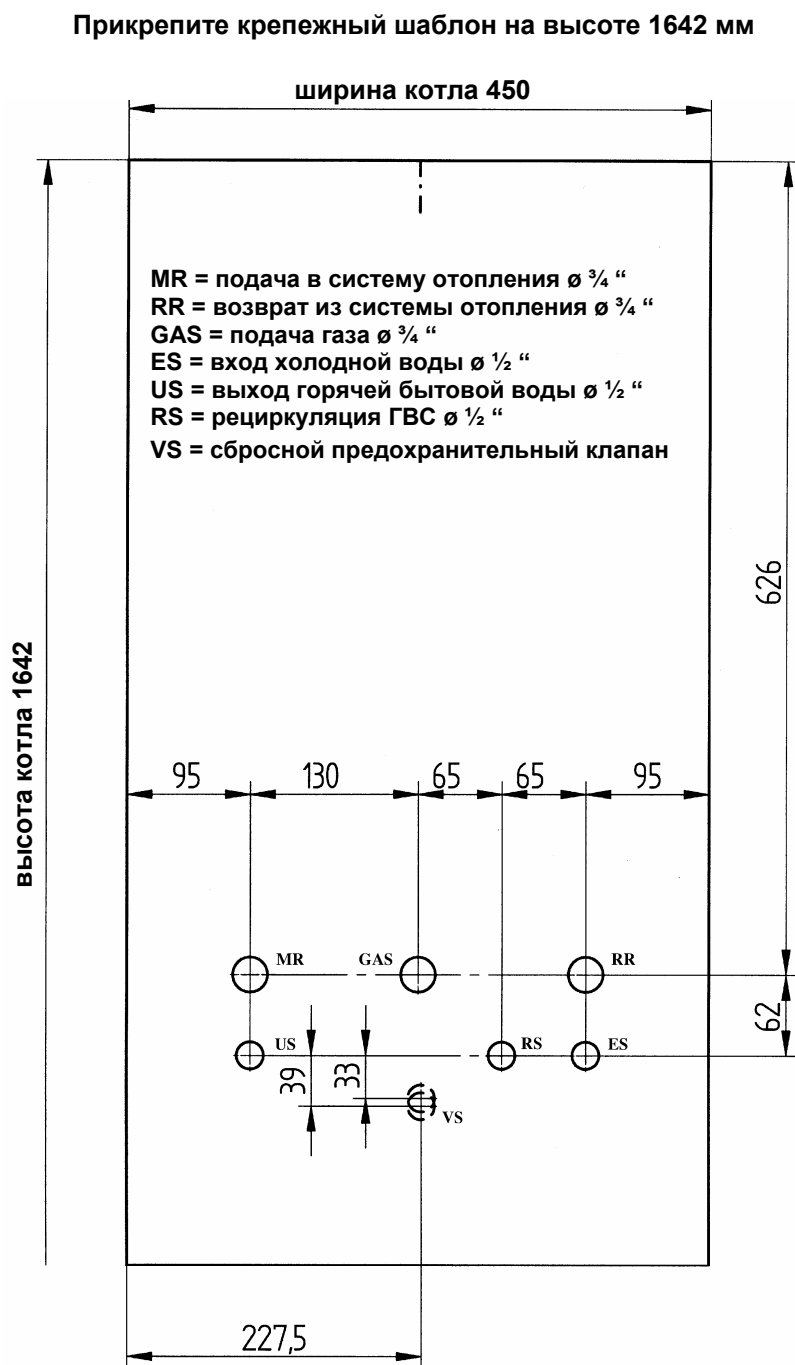 Прикрепите крепежный шаблон на высоте 1642 мм
ширина котла 450
MR = подача в систему отопления ø ¾ “
RR = возврат из системы отопления ø ¾ “
GAS = подача газа ø ¾ “
ES = вход холодной воды ø ½ “
US = выход горячей бытовой воды ø ½ “
RS = рециркуляция ГВС ø ½ “
VS = сбросной предохранительный клапан
626
высота котла 1642
95 130 65 65 95
MR GAS RR
62
US RS ES
39 33
VS
227,5